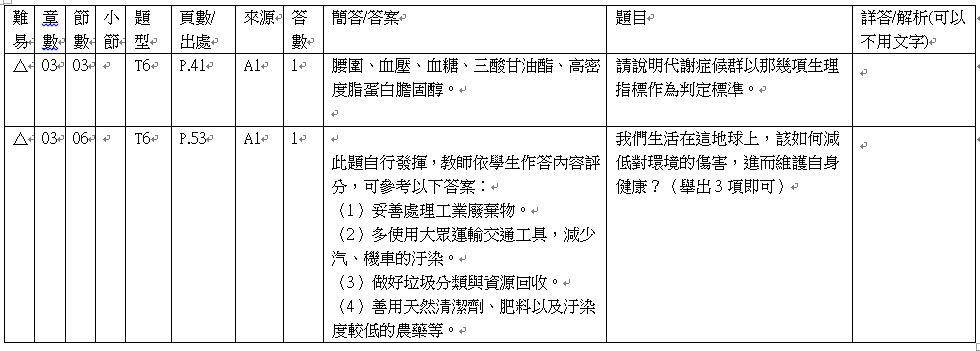 難易 章數 節數 小節 題型 頁數/出處 來源 答數 簡答/答案 題目 詳答/解析(可以不用文字)
△ 03 03 T6 P.41 A1 1
腰圍、血壓、血糖、三酸甘油酯、高密
度脂蛋白膽固醇。
請說明代謝症候群以那幾項生理
指標作為判定標準。
△ 03 06 T6 P.53 A1 1
此題自行發揮，教師依學生作答內容評
分，可參考以下答案：
（1）妥善處理工業廢棄物。
（2）多使用大眾運輸交通工具，減少
汽、機車的汙染。
（3）做好垃圾分類與資源回收。
（4）善用天然清潔劑、肥料以及汙染
度較低的農藥等。
我們生活在這地球上，該如何減
低對環境的傷害，進而維護自身
健康？（舉出3項即可）